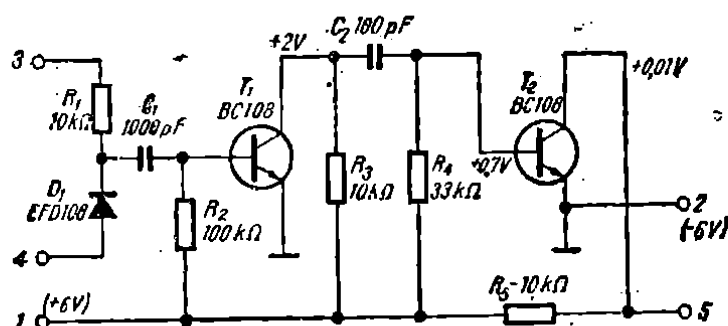 3
R1
10kΩ
C1
1000pF
D1
EFD108
4
1
(+6V)
R2
100kΩ
T1
BC108
+2V
C2 180pF
R3
10kΩ
R4
33kΩ
T2
BC108
+0,7V
+0,01V
2
(-6V)
R5-10kΩ
5